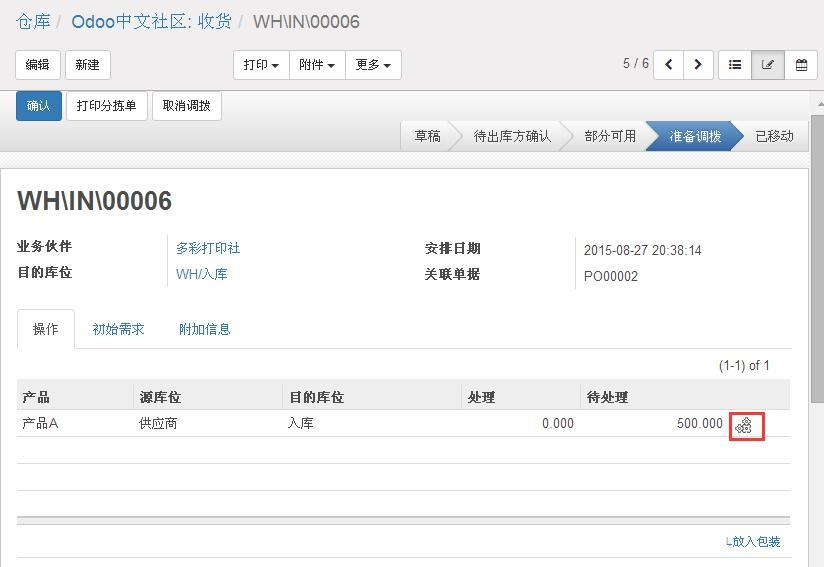 仓库 / Odoo中文社区: 收货 / WH\IN\00006
编辑 新建 打印 附件 更多 5 / 6
确认 打印分拣单 取消调拨
草稿 待出库方确认 部分可用 准备调拨 已移动
WH\IN\00006
业务伙伴 多彩打印社 安排日期 2015-08-27 20:38:14
目的库位 WH/入库 关联单据 PO00002
操作 初始需求 附加信息
(1-1) of 1
产品 源库位 目的库位 处理 待处理
产品A 供应商 入库 0.000 500.000
↳放入包装